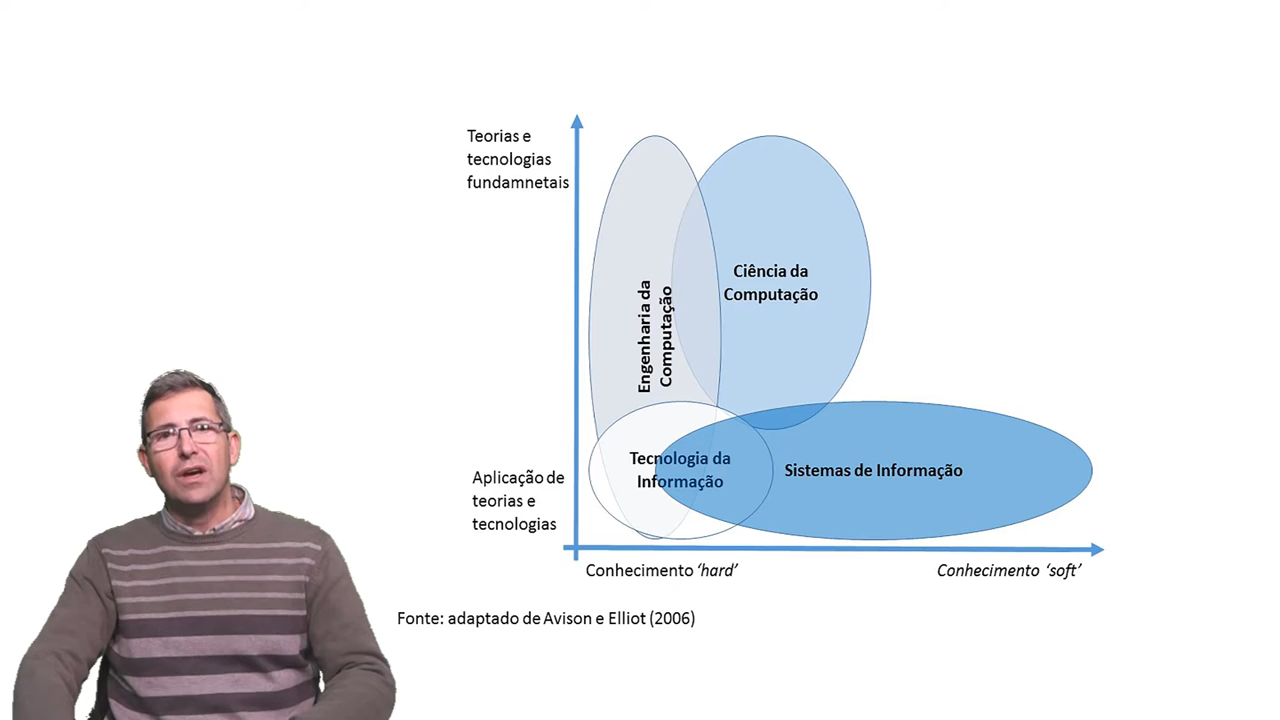 Teorias e
tecnologias
fundamnetais
Ciência da
Computação
Engenharia da
Computação
Tecnologia da
Informação
Sistemas de Informação
Aplicação de
teorias e
tecnologias
Conhecimento ‘hard’
Conhecimento ‘soft’
Fonte: adaptado de Avison e Elliot (2006)